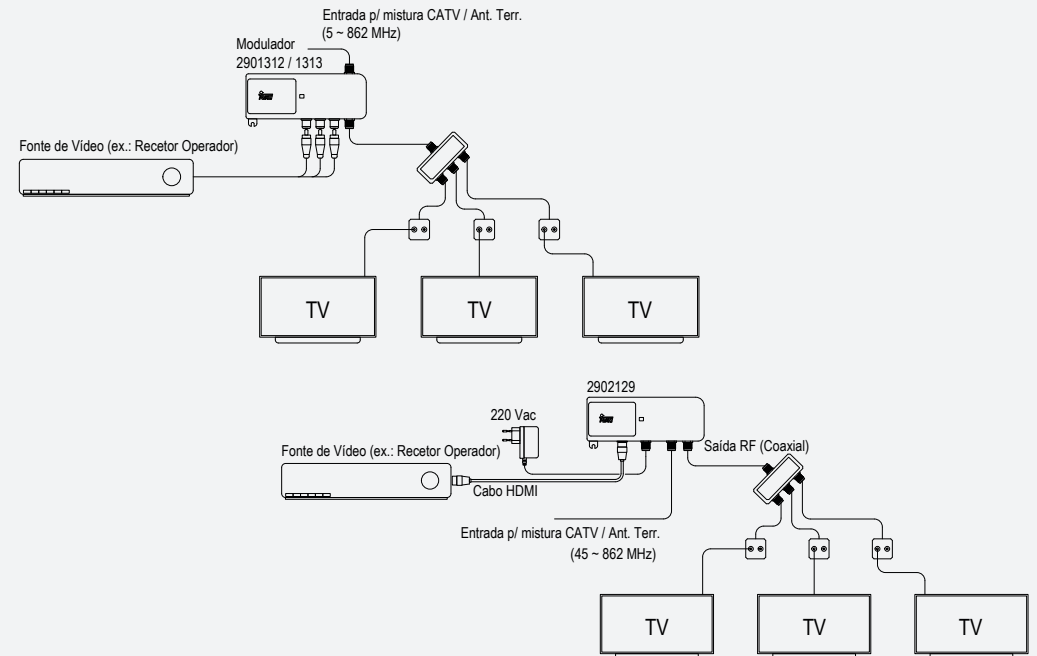 Entrada p/ mistura CATV / Ant. Terr.
(5 ~ 862 MHz)
Modulador
2901312 / 1313
Fonte de Vídeo (ex.: Recetor Operador)
TV
TV
TV
2902129
220 Vac
Saída RF (Coaxial)
Fonte de Vídeo (ex.: Recetor Operador)
Cabo HDMI
Entrada p/ mistura CATV / Ant. Terr.
(45 ~ 862 MHz)
TV
TV
TV